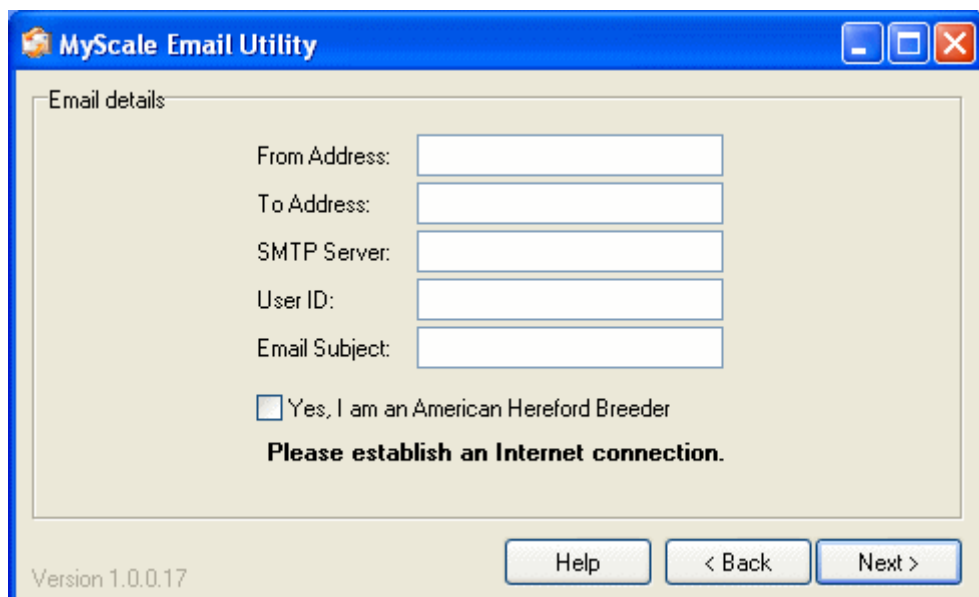 MyScale Email Utility
Email details
From Address:
To Address:
SMTP Server:
User ID:
Email Subject:
Yes, I am an American Hereford Breeder
Please establish an Internet connection.
Help
< Back
Next >
Version 1.0.0.17